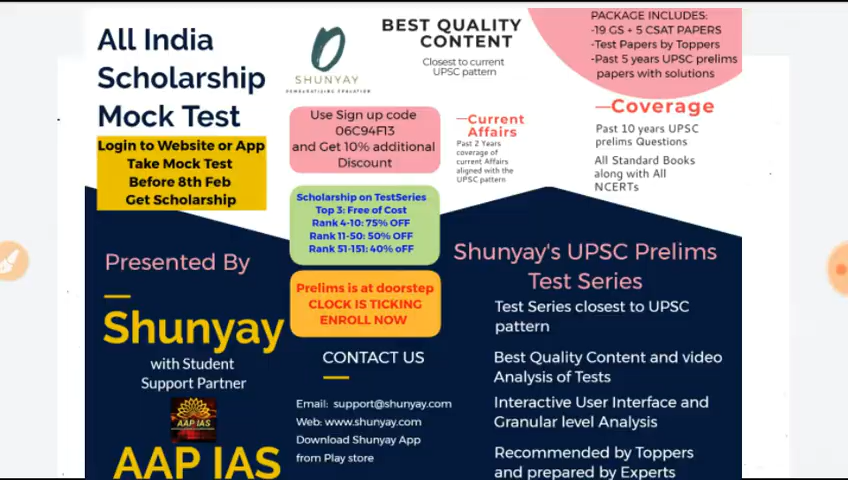 All India
Scholarship
Mock Test
Login to Website or App
Take Mock Test
Before 8th Feb
Get Scholarship
Presented By
Shunyay
with Student
Support Partner
AAP IAS
AAP IAS
SHUNYAY
DEMOCRATIZING EDUCATION
Use Sign up code
06C94F13
and Get 10% additional
Discount
Scholarship on TestSeries
Top 3: Free of Cost
Rank 4-10: 75% OFF
Rank 11-50: 50% OFF
Rank 51-151: 40% oFF
Prelims is at doorstep
CLOCK IS TICKING
ENROLL NOW
CONTACT US
Email: support@shunyay.com
Web: www.shunyay.com
Download Shunyay App
from Play store
BEST QUALITY
CONTENT
Closest to current
UPSC pattern
PACKAGE INCLUDES:
-19 GS + 5 CSAT PAPERS
-Test Papers by Toppers
-Past 5 years UPSC prelims
papers with solutions
Current
Affairs
Past 2 Years
coverage of
current Affairs
aligned with the
UPSC pattern
Coverage
Past 10 years UPSC
prelims Questions
All Standard Books
along with All
NCERTs
Shunyay's UPSC Prelims
Test Series
Test Series closest to UPSC
pattern
Best Quality Content and video
Analysis of Tests
Interactive User Interface and
Granular level Analysis
Recommended by Toppers
and prepared by Experts